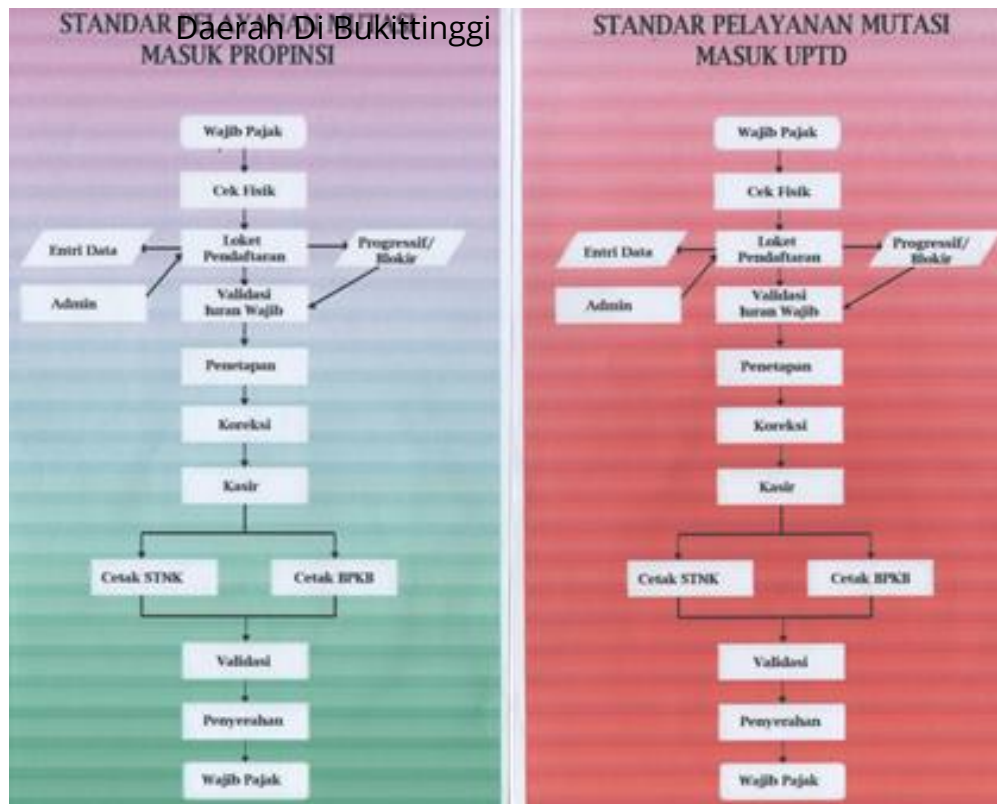 Daerah Di Bukittinggi
STANDAR PELAYANAN MUTASI
MASUK PROPINSI
Wajib Pajak
Cek Fisik
Entri Data
Loket
Pendaftaran
Progressif/
Blokir
Admin
Validasi
Iuran Wajib
Penetapan
Koreksi
Kasir
Cetak STNK
Cetak BPKB
Validasi
Penyerahan
Wajib Pajak
STANDAR PELAYANAN MUTASI
MASUK UPTD
Wajib Pajak
Cek Fisik
Entri Data
Loket
Pendaftaran
Progressif/
Blokir
Admin
Validasi
Iuran Wajib
Penetapan
Koreksi
Kasir
Cetak STNK
Cetak BPKB
Validasi
Penyerahan
Wajib Pajak